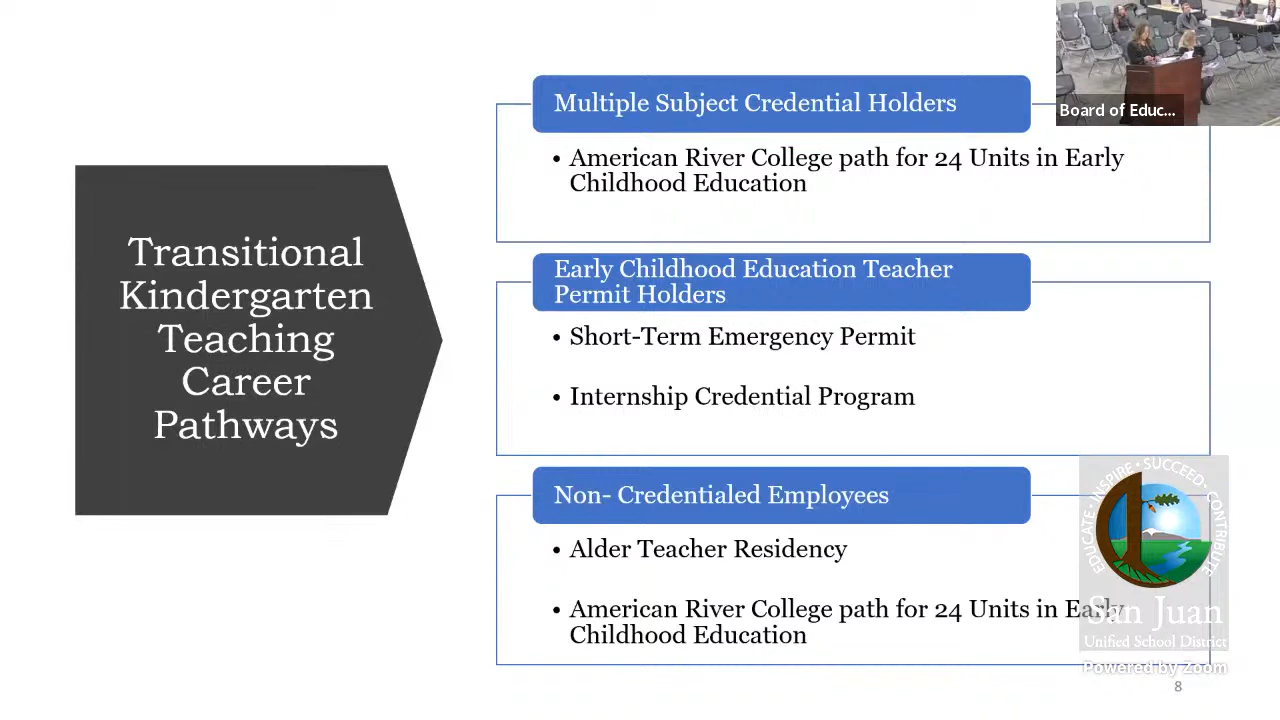 Transitional
Kindergarten
Teaching
Career
Pathways
Multiple Subject Credential Holders
• American River College path for 24 Units in Early
Childhood Education
Early Childhood Education Teacher
Permit Holders
• Short-Term Emergency Permit
• Internship Credential Program
Non- Credentialed Employees
• Alder Teacher Residency
• American River College path for 24 Units in Early
Childhood Education
Board of Educ...
EDUCATE · INSPIRE · SUCCEED · CONTRIBUTE
San Juan
Unified School District
Powered by Zoom
8